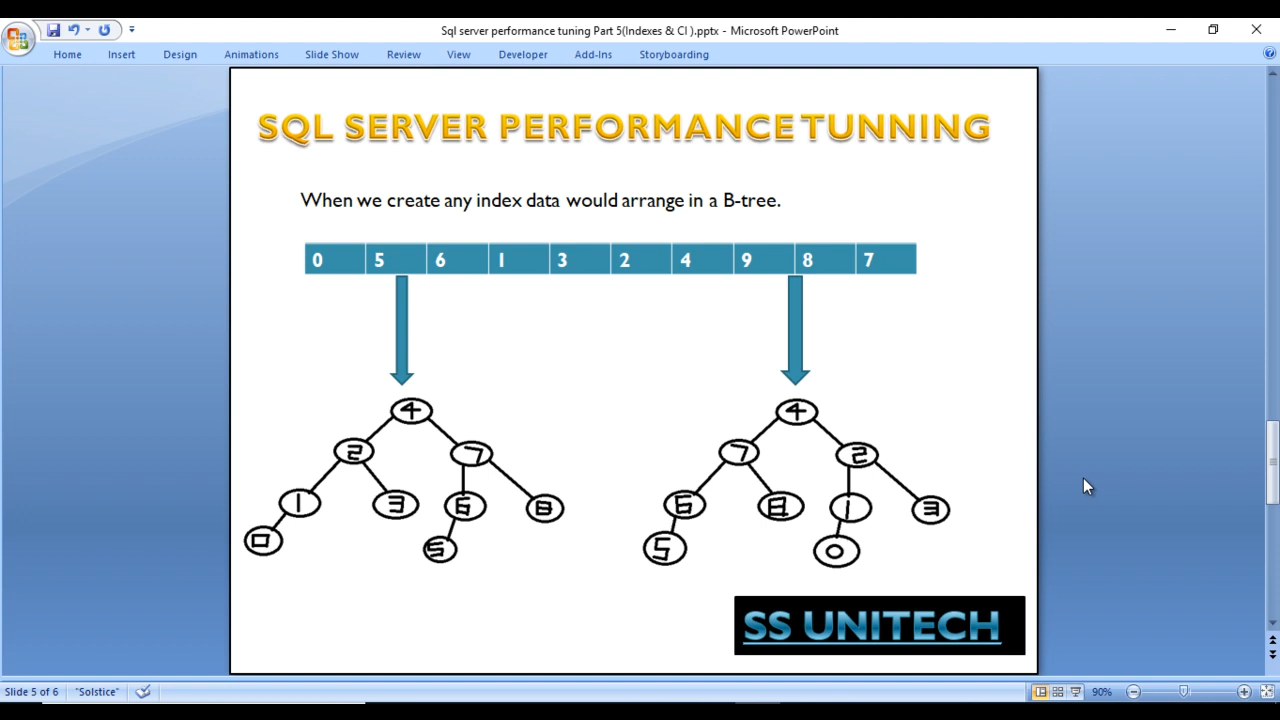 Sql server performance tuning Part 5(Indexes & CI ).pptx - Microsoft PowerPoint
Home Insert Design Animations Slide Show Review View Developer Add-Ins Storyboarding
SQL SERVER PERFORMANCE TUNNING
When we create any index data would arrange in a B-tree.
0 5 6 1 3 2 4 9 8 7
4 4
2 7 7 2
1 3 6 8 6 8 1 3
0 5 5 0
SS UNITECH
Slide 5 of 6 "Solstice" 90%